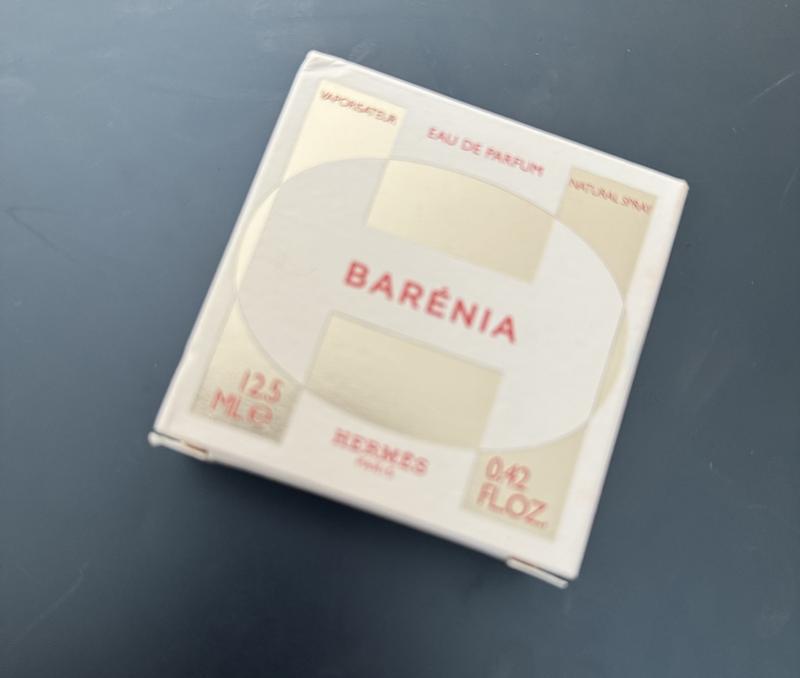 VAPORISATEUR
EAU DE PARFUM
NATURAL SPRAY
BARÉNIA
12.5
ML e
HERMÈS
PARIS
0.42
FL.OZ.